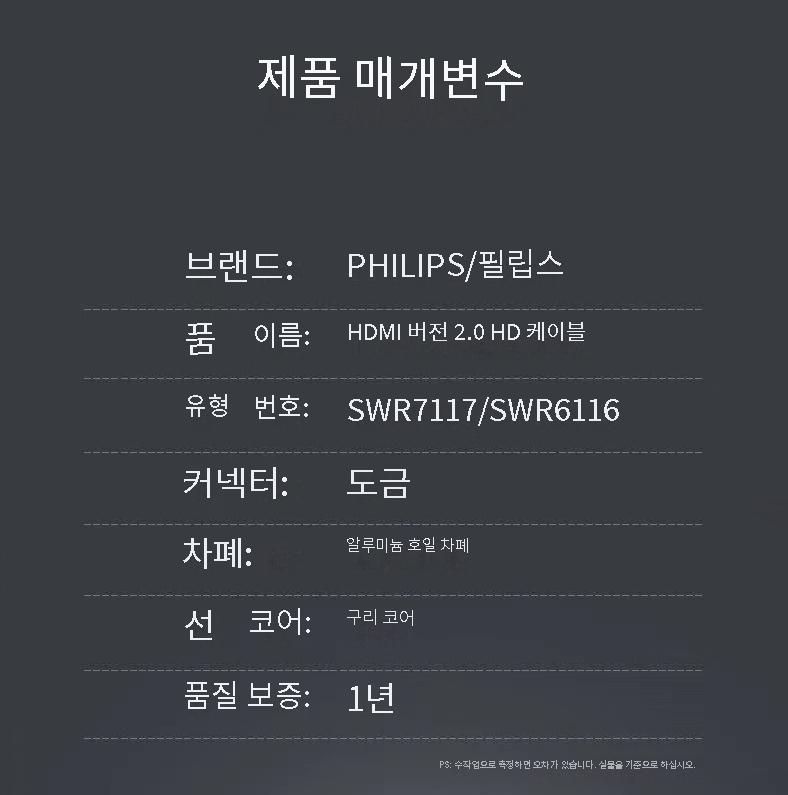 제품 매개변수
브랜드: PHILIPS/필립스
품 이름: HDMI 버전 2.0 HD 케이블
유형 번호: SWR7117/SWR6116
커넥터: 도금
차폐: 알루미늄 호일 차폐
선 코어: 구리 코어
품질 보증: 1년
PS: 수작업으로 측정하면 오차가 있습니다. 실물을 기준으로 하십시오.